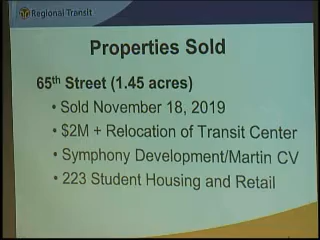 Regional Transit
Properties Sold
65th Street (1.45 acres)
• Sold November 18, 2019
• $2M + Relocation of Transit Center
• Symphony Development/Martin CV
• 223 Student Housing and Retail